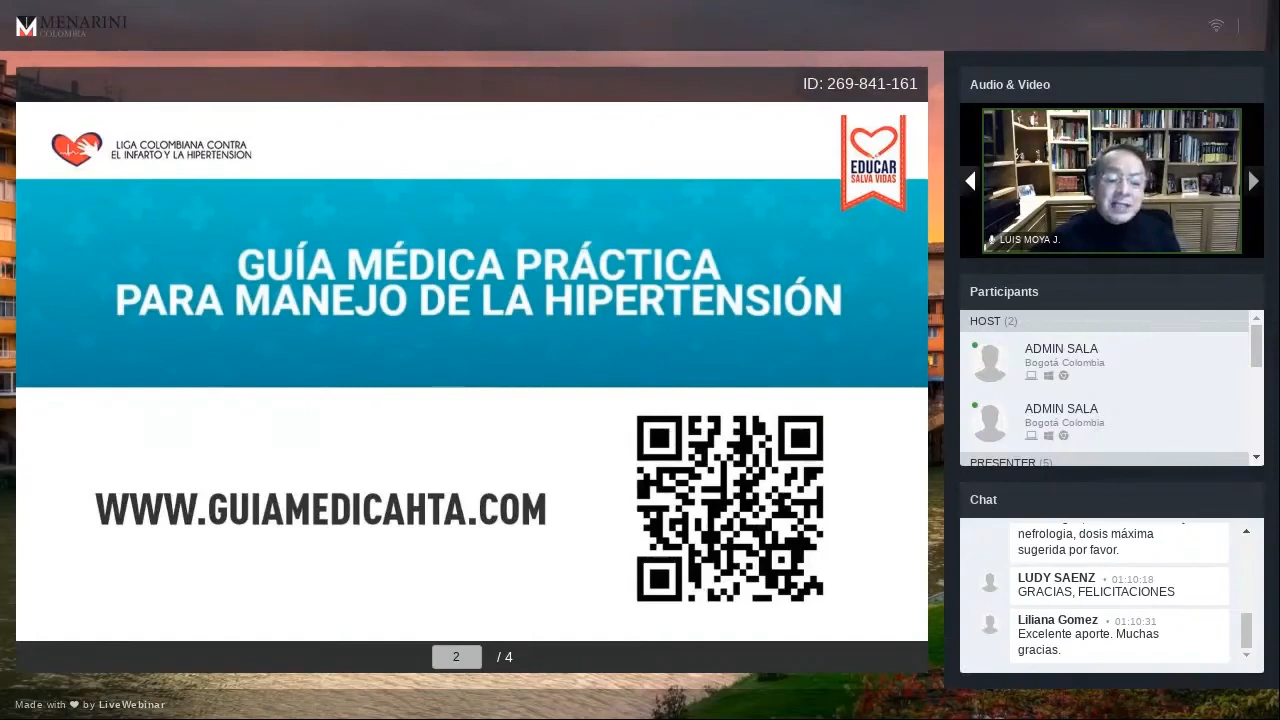 MENARINI
COLOMBIA
ID: 269-841-161
LIGA COLOMBIANA CONTRA
EL INFARTO Y LA HIPERTENSION
EDUCAR
SALVA VIDAS
GUÍA MÉDICA PRÁCTICA
PARA MANEJO DE LA HIPERTENSIÓN
WWW.GUIAMEDICAHTA.COM
2 / 4
Made with ❤ by LiveWebinar
Audio & Video
LUIS MOYA J.
Participants
HOST (2)
ADMIN SALA
Bogotá Colombia
ADMIN SALA
Bogotá Colombia
PRESENTER (5)
Chat
nefrologia, dosis máxima
sugerida por favor.
LUDY SAENZ • 01:10:18
GRACIAS, FELICITACIONES
Liliana Gomez • 01:10:31
Excelente aporte. Muchas
gracias.